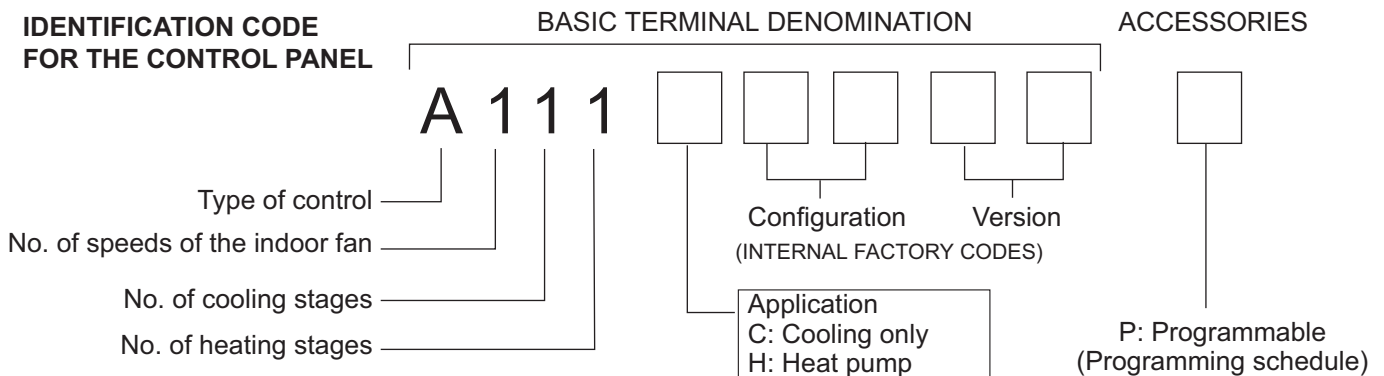 IDENTIFICATION CODE
FOR THE CONTROL PANEL
BASIC TERMINAL DENOMINATION
ACCESSORIES
A 1 1 1
Type of control
No. of speeds of the indoor fan
No. of cooling stages
No. of heating stages
Configuration
Version
(INTERNAL FACTORY CODES)
Application
C: Cooling only
H: Heat pump
P: Programmable
(Programming schedule)